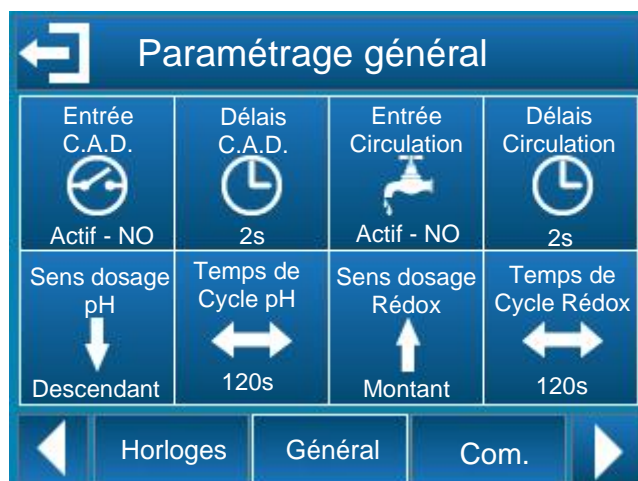 Paramétrage général
Entrée
C.A.D.
Actif - NO
Délais
C.A.D.
2s
Entrée
Circulation
Actif - NO
Délais
Circulation
2s
Sens dosage
pH
Descendant
Temps de
Cycle pH
120s
Sens dosage
Rédox
Montant
Temps de
Cycle Rédox
120s
Horloges
Général
Com.